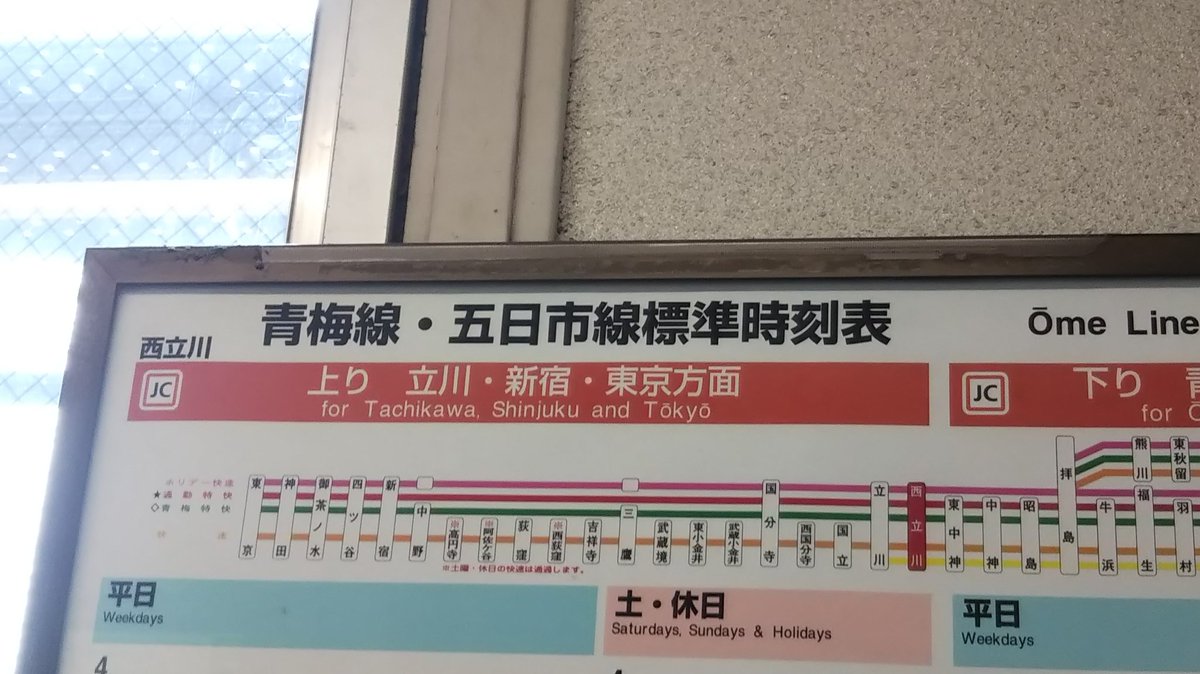 青梅線・五日市線標準時刻表
Ōme Line
西立川
JC
上り 立川・新宿・東京方面
for Tachikawa, Shinjuku and Tōkyō
JC
下り 青
for
ホリデー快速
★通勤特快
◇青梅特快
快速
東京
神田
御茶ノ水
四ツ谷
新宿
中野
※高円寺
※阿佐ケ谷
荻窪
※西荻窪
吉祥寺
三鷹
武蔵境
東小金井
武蔵小金井
国分寺
西国分寺
国立
立川
西立川
東中神
中神
昭島
拝島
牛浜
熊川
福生
東秋留
羽村
※土曜・休日の快速は通過します。
平日
Weekdays
土・休日
Saturdays, Sundays & Holidays
平日
Weekdays
4